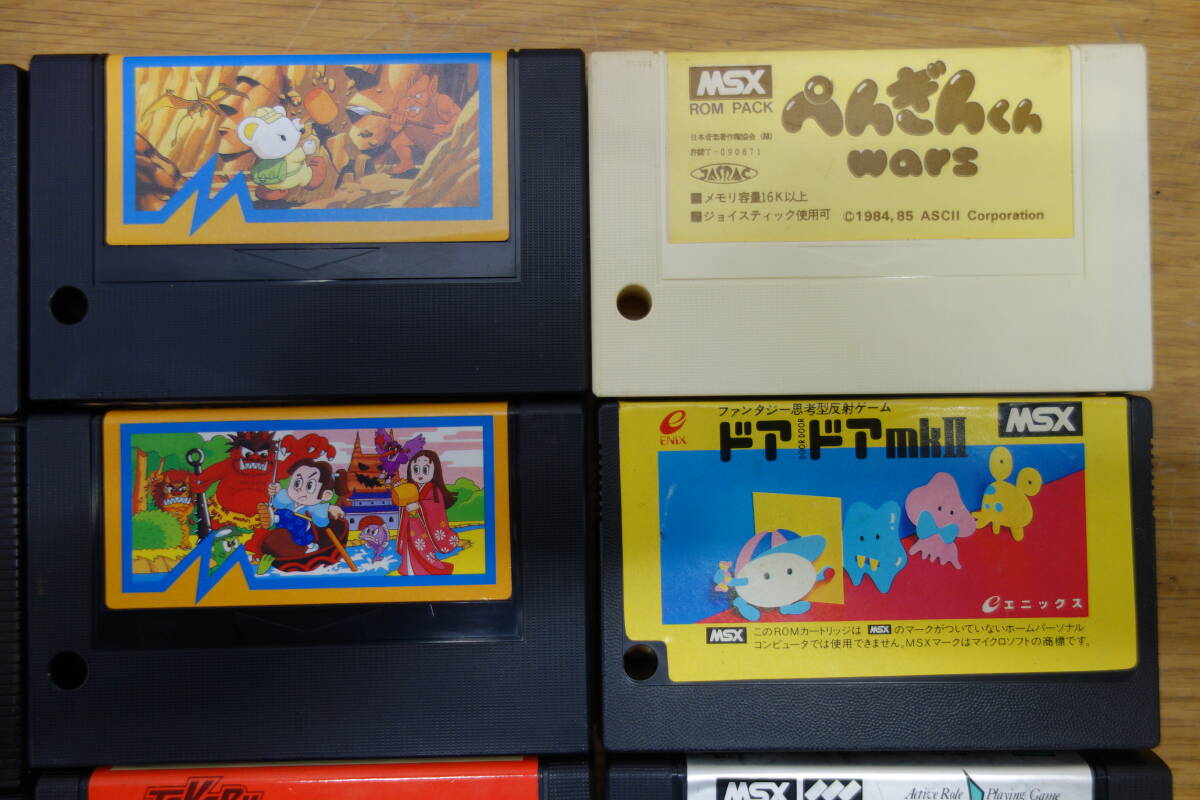 MSX
ROM PACK
ぺんぎんくん
wars
日本音楽著作権協会(出)
許諾T-090871
JASRAC
■メモリ容量16K以上
■ジョイスティック使用可
©1984,85 ASCII Corporation
ファンタジー思考型反射ゲーム
ENIX
ドアドアmkII
DOORDOOR
MSX
エニックス
MSX このROMカートリッジは MSX のマークがついていないホームパーソナル
コンピュータでは使用できません。MSXマークはマイクロソフトの商標です。
MSX
Active Role Playing Game